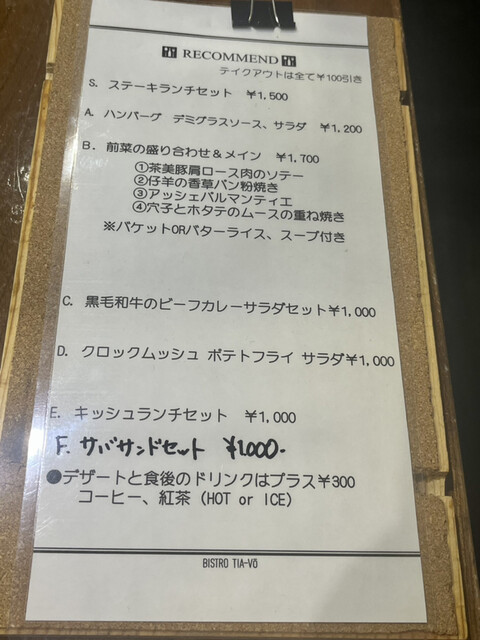 RECOMMEND
テイクアウトは全て¥100引き
S. ステーキランチセット ¥1,500
A. ハンバーグ デミグラスソース、サラダ ¥1,200
B. 前菜の盛り合わせ＆メイン ¥1,700
①茶美豚肩ロース肉のソテー
②仔羊の香草パン粉焼き
③アッシェパルマンティエ
④穴子とホタテのムースの重ね焼き
※バケットORバターライス、スープ付き
C. 黒毛和牛のビーフカレーサラダセット¥1,000
D. クロックムッシュ ポテトフライ サラダ¥1,000
E. キッシュランチセット ¥1,000
F. サバサンドセット ¥1000-
●デザートと食後のドリンクはプラス¥300
コーヒー、紅茶（HOT or ICE）
BISTRO TIA-Vō